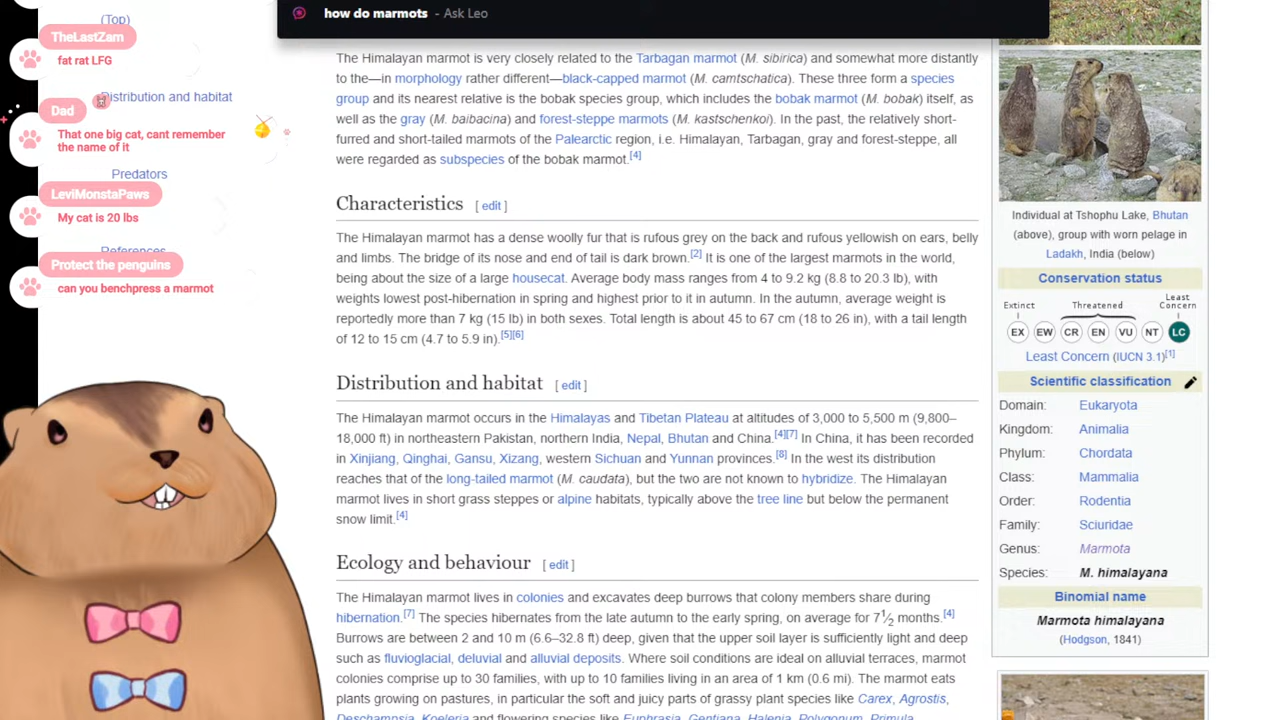 how do marmots - Ask Leo
(Top)
TheLastZam
fat rat LFG
Distribution and habitat
Dad
That one big cat, cant remember
the name of it
Predators
LeviMonstaPaws
My cat is 20 lbs
References
Protect the penguins
can you benchpress a marmot
The Himalayan marmot is very closely related to the Tarbagan marmot (M. sibirica) and somewhat more distantly
to the—in morphology rather different—black-capped marmot (M. camtschatica). These three form a species
group and its nearest relative is the bobak species group, which includes the bobak marmot (M. bobak) itself, as
well as the gray (M. baibacina) and forest-steppe marmots (M. kastschenkoi). In the past, the relatively short-
furred and short-tailed marmots of the Palearctic region, i.e. Himalayan, Tarbagan, gray and forest-steppe, all
were regarded as subspecies of the bobak marmot.[4]
Characteristics [ edit ]
The Himalayan marmot has a dense woolly fur that is rufous grey on the back and rufous yellowish on ears, belly
and limbs. The bridge of its nose and end of tail is dark brown.[2] It is one of the largest marmots in the world,
being about the size of a large housecat. Average body mass ranges from 4 to 9.2 kg (8.8 to 20.3 lb), with
weights lowest post-hibernation in spring and highest prior to it in autumn. In the autumn, average weight is
reportedly more than 7 kg (15 lb) in both sexes. Total length is about 45 to 67 cm (18 to 26 in), with a tail length
of 12 to 15 cm (4.7 to 5.9 in).[5][6]
Distribution and habitat [ edit ]
The Himalayan marmot occurs in the Himalayas and Tibetan Plateau at altitudes of 3,000 to 5,500 m (9,800–
18,000 ft) in northeastern Pakistan, northern India, Nepal, Bhutan and China.[4][7] In China, it has been recorded
in Xinjiang, Qinghai, Gansu, Xizang, western Sichuan and Yunnan provinces.[8] In the west its distribution
reaches that of the long-tailed marmot (M. caudata), but the two are not known to hybridize. The Himalayan
marmot lives in short grass steppes or alpine habitats, typically above the tree line but below the permanent
snow limit.[4]
Ecology and behaviour [ edit ]
The Himalayan marmot lives in colonies and excavates deep burrows that colony members share during
hibernation.[7] The species hibernates from the late autumn to the early spring, on average for 7 1⁄2 months.[4]
Burrows are between 2 and 10 m (6.6–32.8 ft) deep, given that the upper soil layer is sufficiently light and deep
such as fluvioglacial, deluvial and alluvial deposits. Where soil conditions are ideal on alluvial terraces, marmot
colonies comprise up to 30 families, with up to 10 families living in an area of 1 km (0.6 mi). The marmot eats
plants growing on pastures, in particular the soft and juicy parts of grassy plant species like Carex, Agrostis,
Deschampsia, Koeleria and flowering species like Euphrasia, Gentiana, Halenia, Polygonum, Primula,
Individual at Tshophu Lake, Bhutan
(above), group with worn pelage in
Ladakh, India (below)
Conservation status
Extinct Threatened Least
Concern
EX EW CR EN VU NT LC
Least Concern (IUCN 3.1)[1]
Scientific classification
Domain: Eukaryota
Kingdom: Animalia
Phylum: Chordata
Class: Mammalia
Order: Rodentia
Family: Sciuridae
Genus: Marmota
Species: M. himalayana
Binomial name
Marmota himalayana
(Hodgson, 1841)